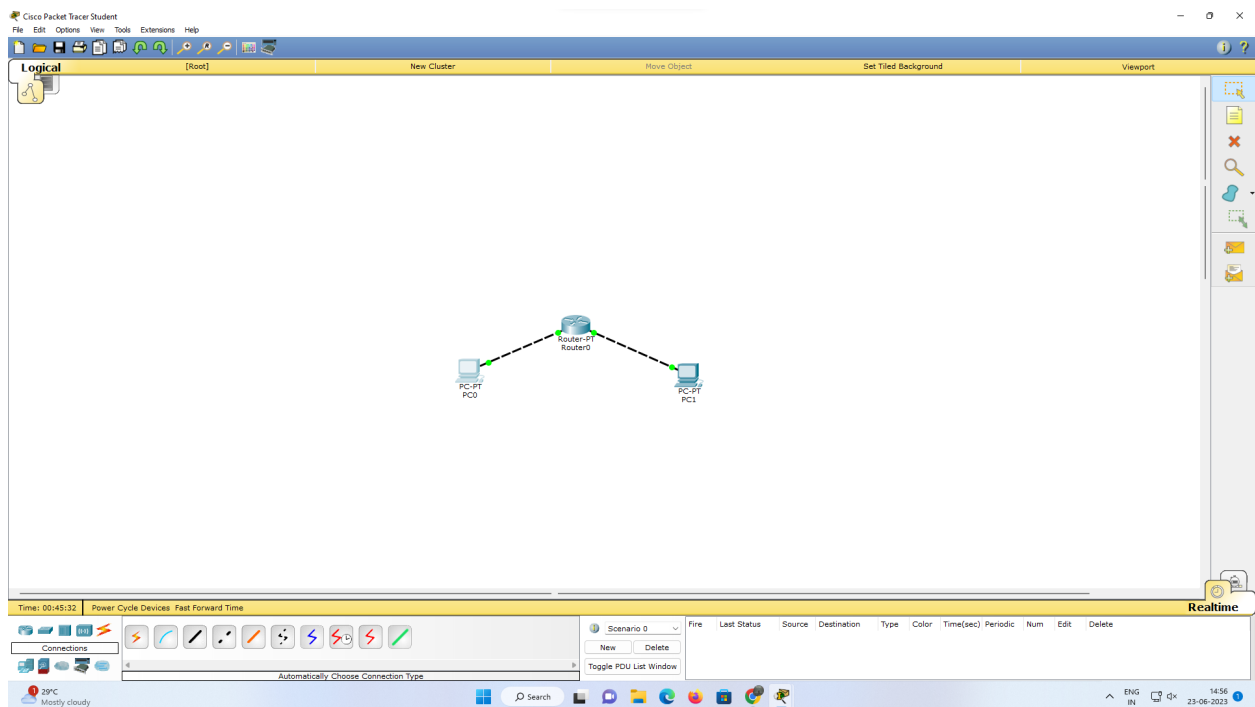 Cisco Packet Tracer Student
File Edit Options View Tools Extensions Help
Logical [Root] New Cluster Move Object Set Tiled Background Viewport
Router-PT
Router0
PC-PT
PC0
PC-PT
PC1
Time: 00:45:32 Power Cycle Devices Fast Forward Time Realtime
Scenario 0 Fire Last Status Source Destination Type Color Time(sec) Periodic Num Edit Delete
Connections New Delete
Toggle PDU List Window
Automatically Choose Connection Type
1 29°C
Mostly cloudy
Search
ENG
IN
14:56
23-06-2023
1